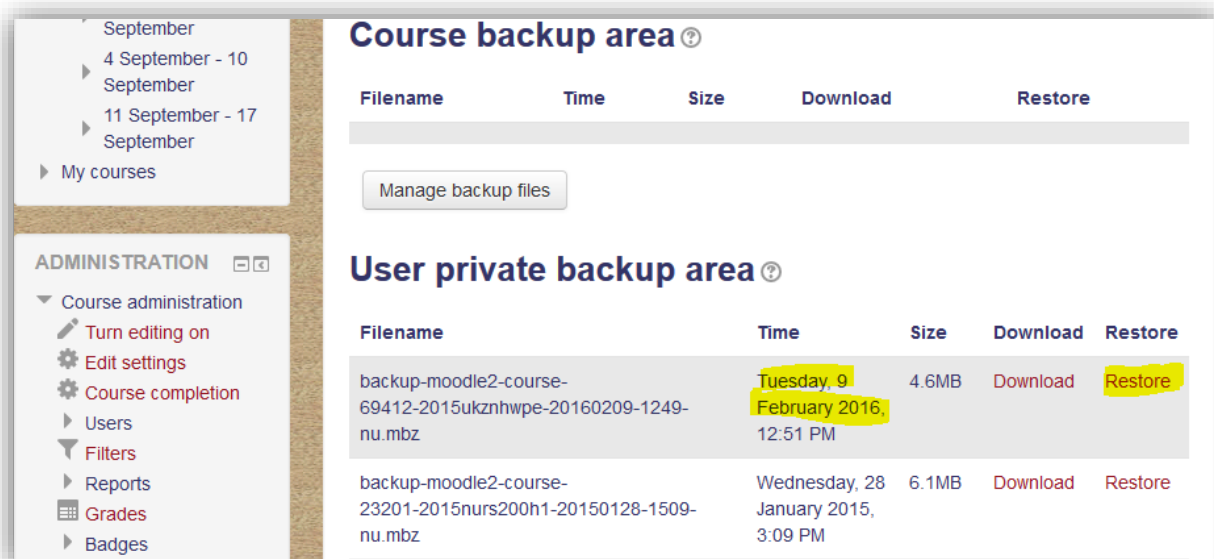 September
4 September - 10
September
11 September - 17
September
My courses
ADMINISTRATION
Course administration
Turn editing on
Edit settings
Course completion
Users
Filters
Reports
Grades
Badges
Course backup area
Filename Time Size Download Restore
Manage backup files
User private backup area
Filename Time Size Download Restore
backup-moodle2-course- Tuesday, 9 4.6MB Download Restore
69412-2015ukznhwpe-20160209-1249- February 2016,
nu.mbz 12:51 PM
backup-moodle2-course- Wednesday, 28 6.1MB Download Restore
23201-2015nurs200h1-20150128-1509- January 2015,
nu.mbz 3:09 PM